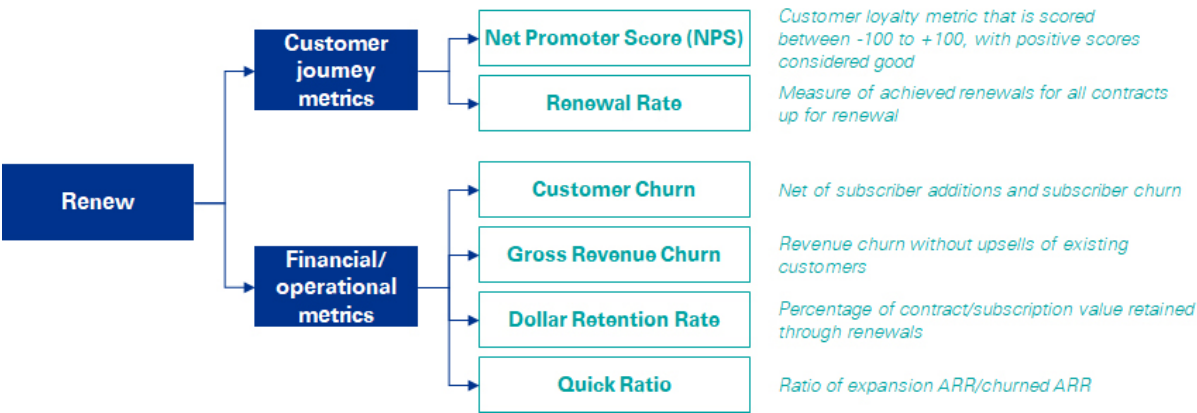 Renew
Customer
journey
metrics
Net Promoter Score (NPS)
Customer loyalty metric that is scored
between -100 to +100, with positive scores
considered good
Renewal Rate
Measure of achieved renewals for all contracts
up for renewal
Financial/
operational
metrics
Customer Churn
Net of subscriber additions and subscriber churn
Gross Revenue Churn
Revenue churn without upsells of existing
customers
Dollar Retention Rate
Percentage of contract/subscription value retained
through renewals
Quick Ratio
Ratio of expansion ARR/churned ARR